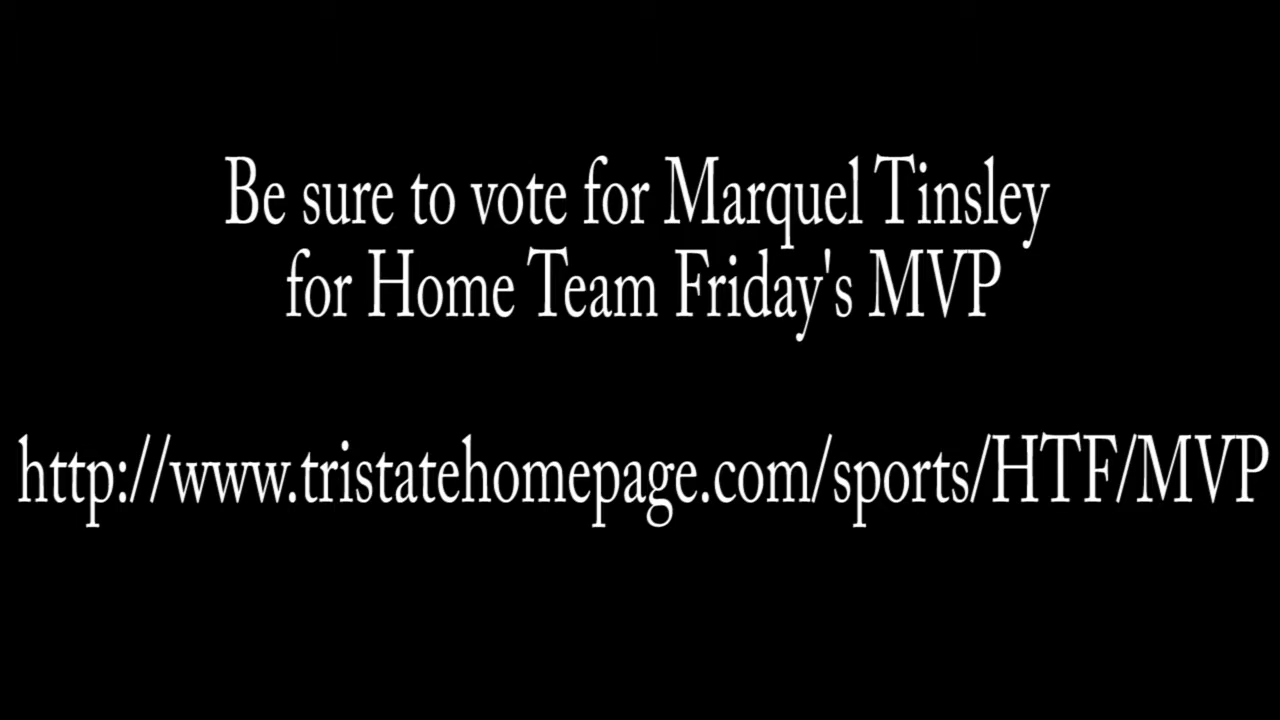 Be sure to vote for Marquel Tinsley
for Home Team Friday's MVP
http://www.tristatehomepage.com/sports/HTF/MVP